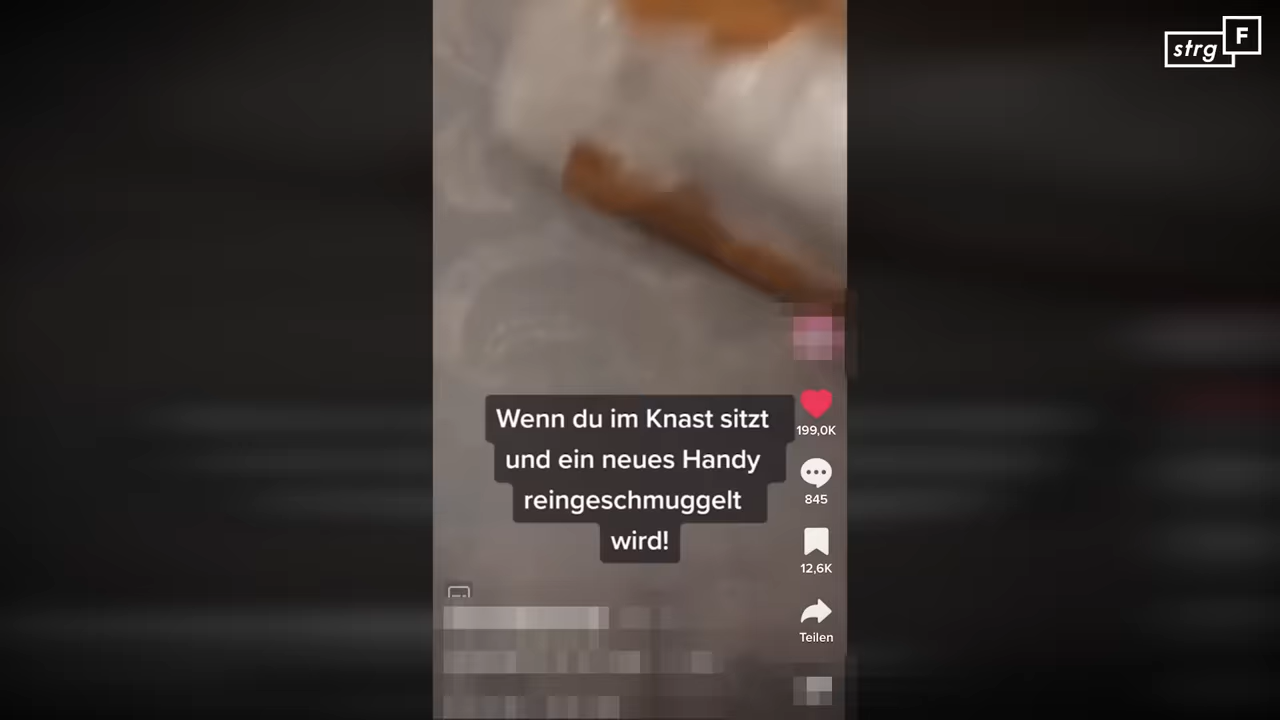 strg F
Wenn du im Knast sitzt
und ein neues Handy
reingeschmuggelt
wird!
199,0K
845
12,6K
Teilen